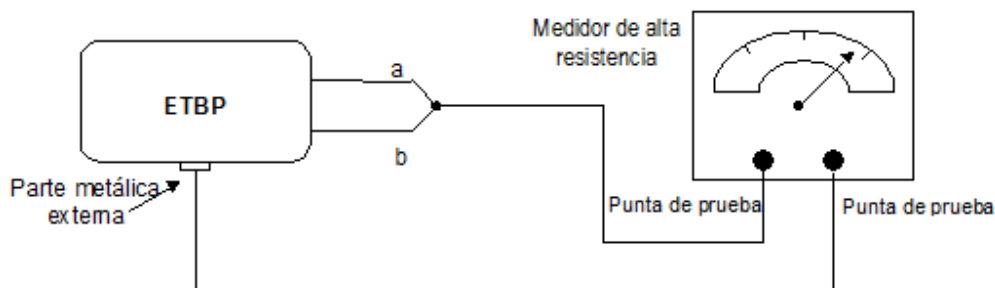 Medidor de alta
resistencia
a
ETBP
b
Parte metálica
externa
Punta de prueba
Punta de prueba